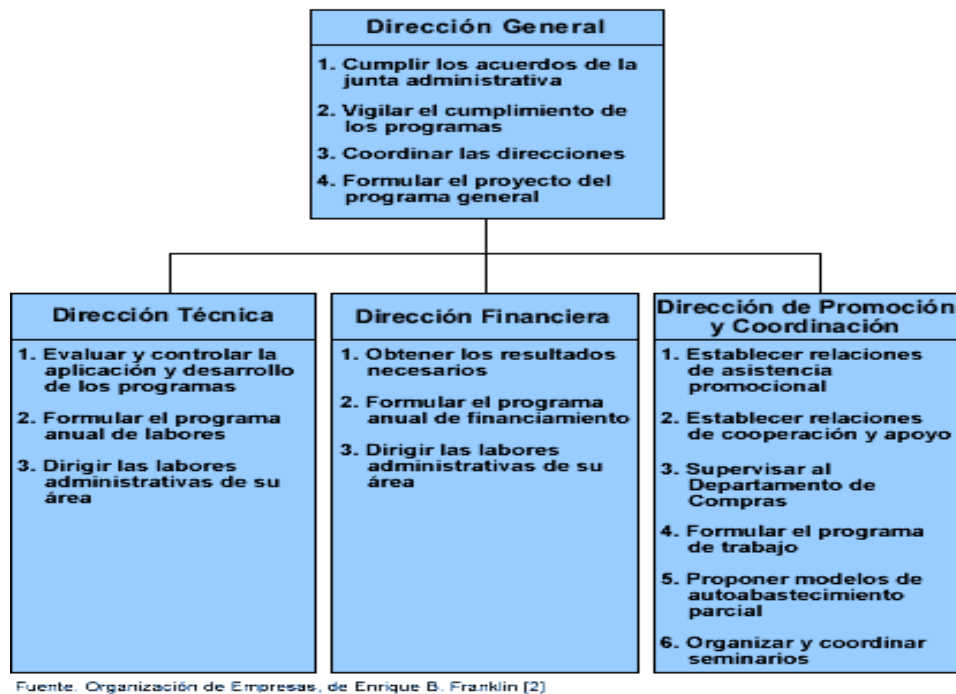 Dirección General
1. Cumplir los acuerdos de la
junta administrativa
2. Vigilar el cumplimiento de
los programas
3. Coordinar las direcciones
4. Formular el proyecto del
programa general
Dirección Técnica
1. Evaluar y controlar la
aplicación y desarrollo
de los programas
2. Formular el programa
anual de labores
3. Dirigir las labores
administrativas de su
área
Dirección Financiera
1. Obtener los resultados
necesarios
2. Formular el programa
anual de financiamiento
3. Dirigir las labores
administrativas de su
área
Dirección de Promoción
y Coordinación
1. Establecer relaciones
de asistencia
promocional
2. Establecer relaciones
de cooperación y apoyo
3. Supervisar al
Departamento de
Compras
4. Formular el programa
de trabajo
5. Proponer modelos de
autoabastecimiento
parcial
6. Organizar y coordinar
seminarios
Fuente. Organización de Empresas, de Enrique B. Franklin [2]